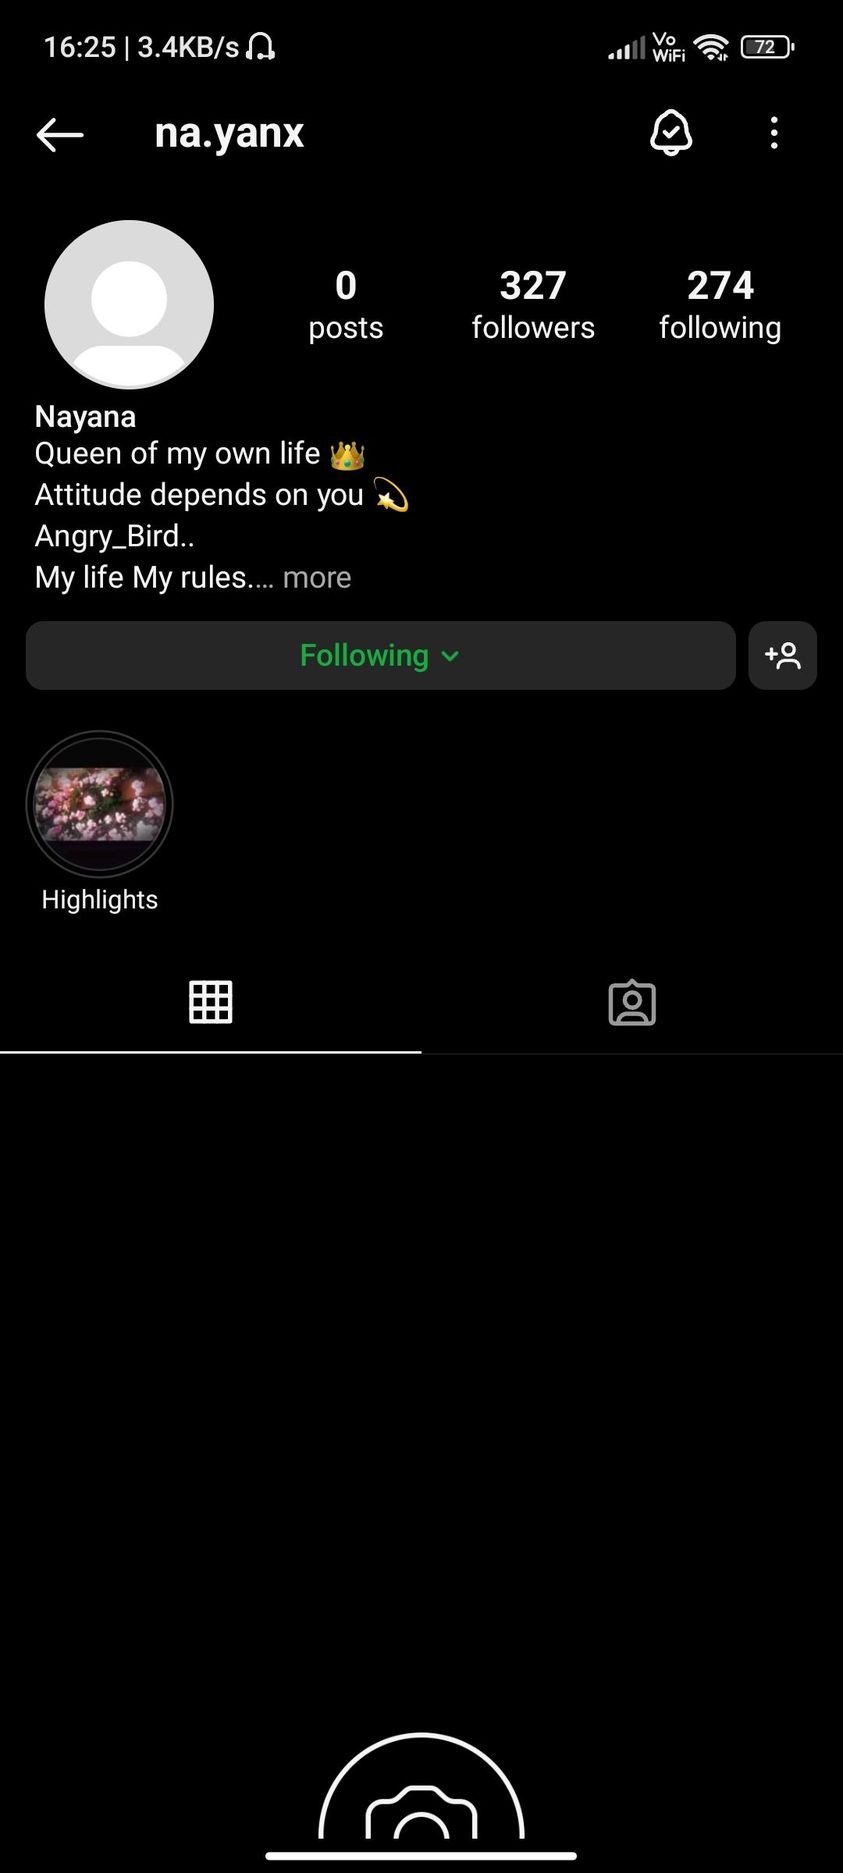 16:25 | 3.4KB/s
Vo
WiFi
72
na.yanx
0
posts
327
followers
274
following
Nayana
Queen of my own life 👑
Attitude depends on you 💫
Angry_Bird..
My life My rules.... more
Following
Highlights